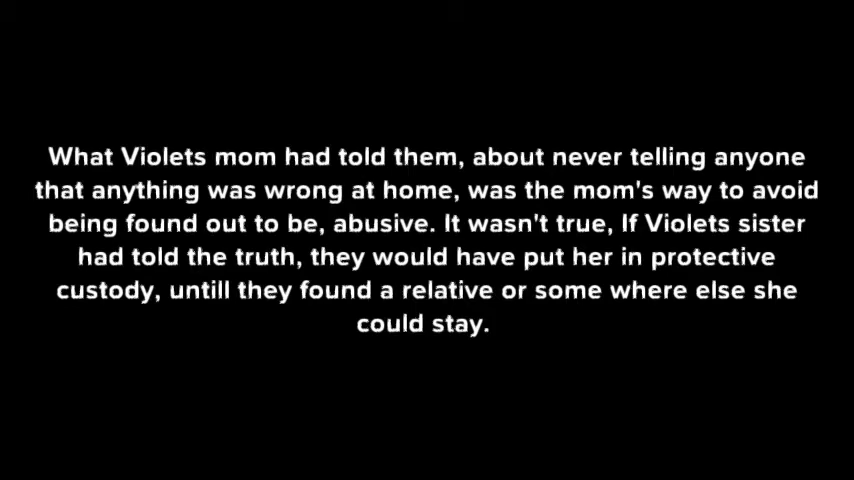 What Violets mom had told them, about never telling anyone
that anything was wrong at home, was the mom's way to avoid
being found out to be, abusive. It wasn't true, If Violets sister
had told the truth, they would have put her in protective
custody, untill they found a relative or some where else she
could stay.